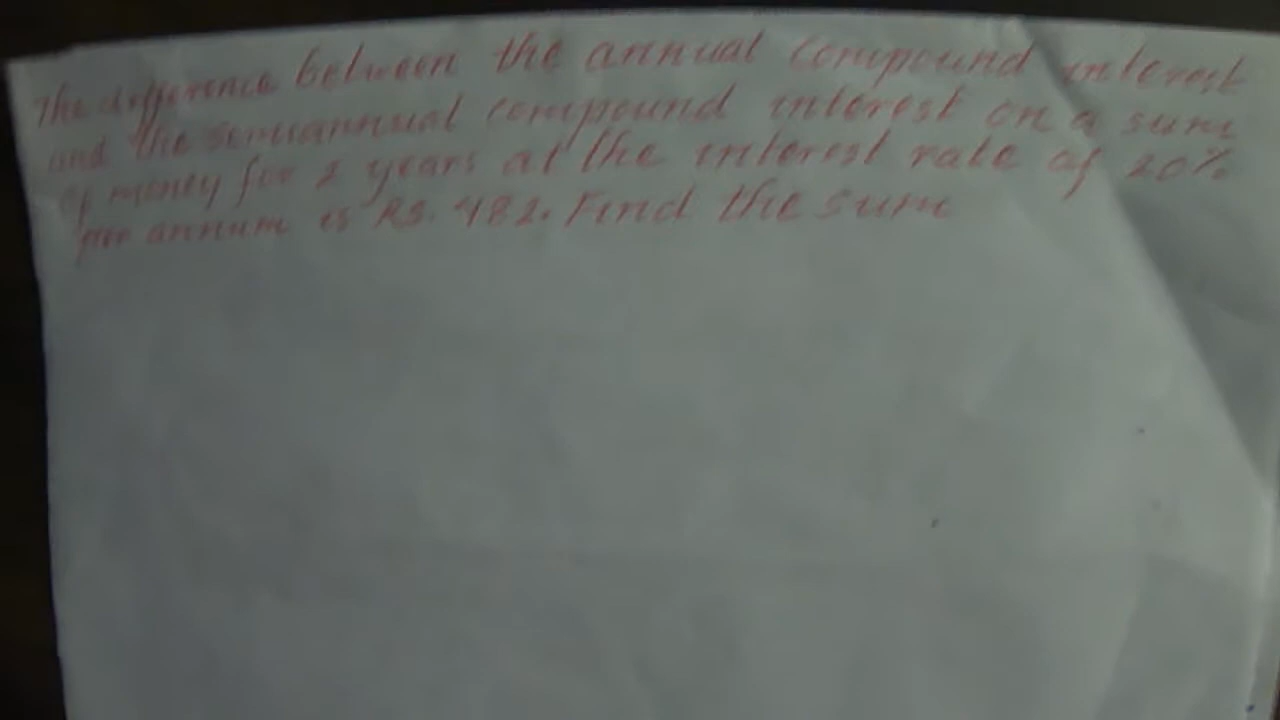 The difference between the annual compound interest
and the semiannual compound interest on a sum
of money for 2 years at the interest rate of 20%
per annum is RS. 482. Find the sum